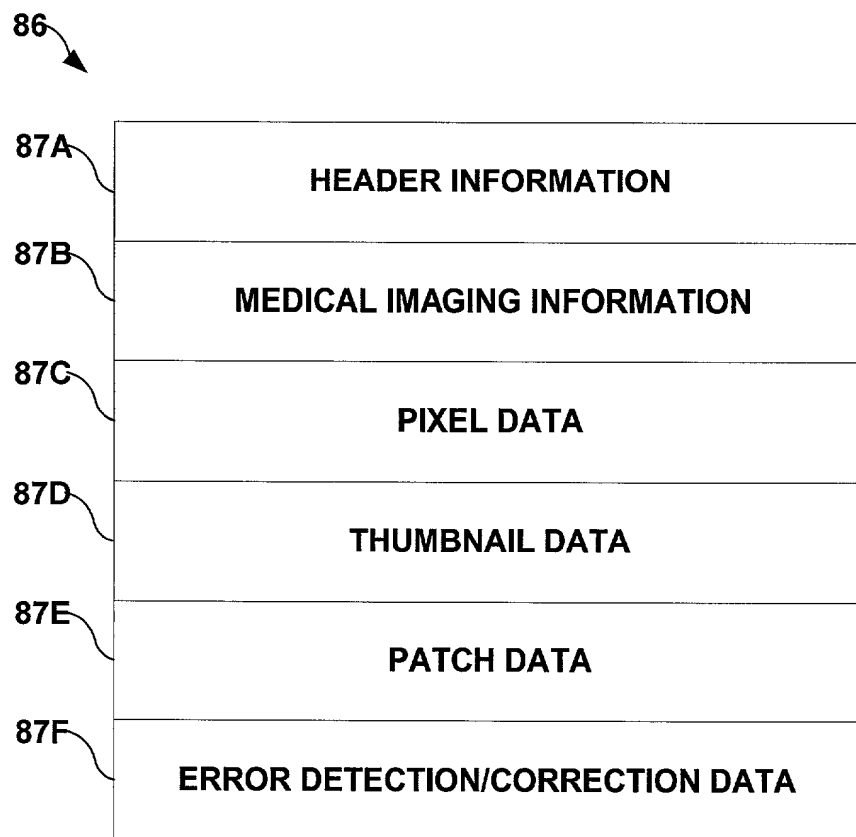 86
87A
HEADER INFORMATION
87B
MEDICAL IMAGING INFORMATION
87C
PIXEL DATA
87D
THUMBNAIL DATA
87E
PATCH DATA
87F
ERROR DETECTION/CORRECTION DATA